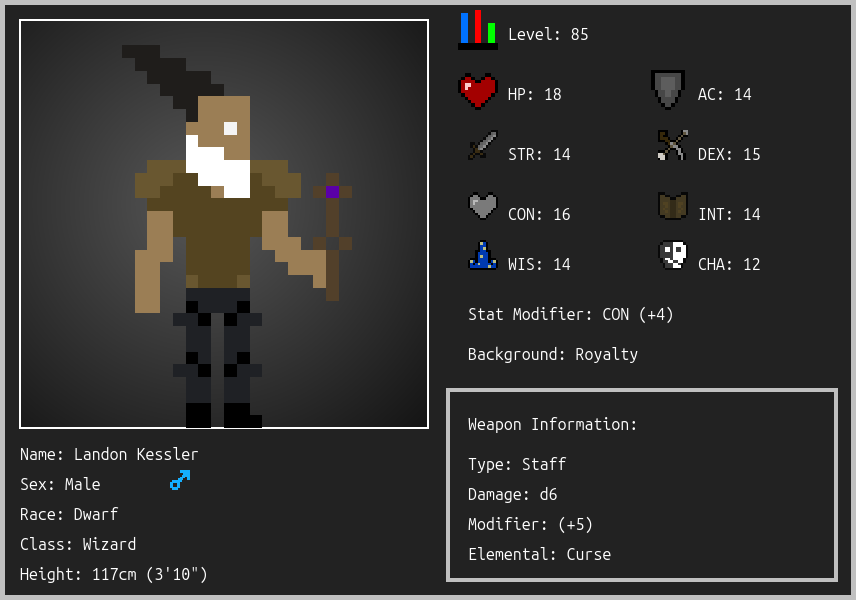 Level: 85
HP: 18
AC: 14
STR: 14
DEX: 15
CON: 16
INT: 14
WIS: 14
CHA: 12
Stat Modifier: CON (+4)
Background: Royalty
Weapon Information:
Type: Staff
Damage: d6
Modifier: (+5)
Elemental: Curse
Name: Landon Kessler
Sex: Male
Race: Dwarf
Class: Wizard
Height: 117cm (3'10")